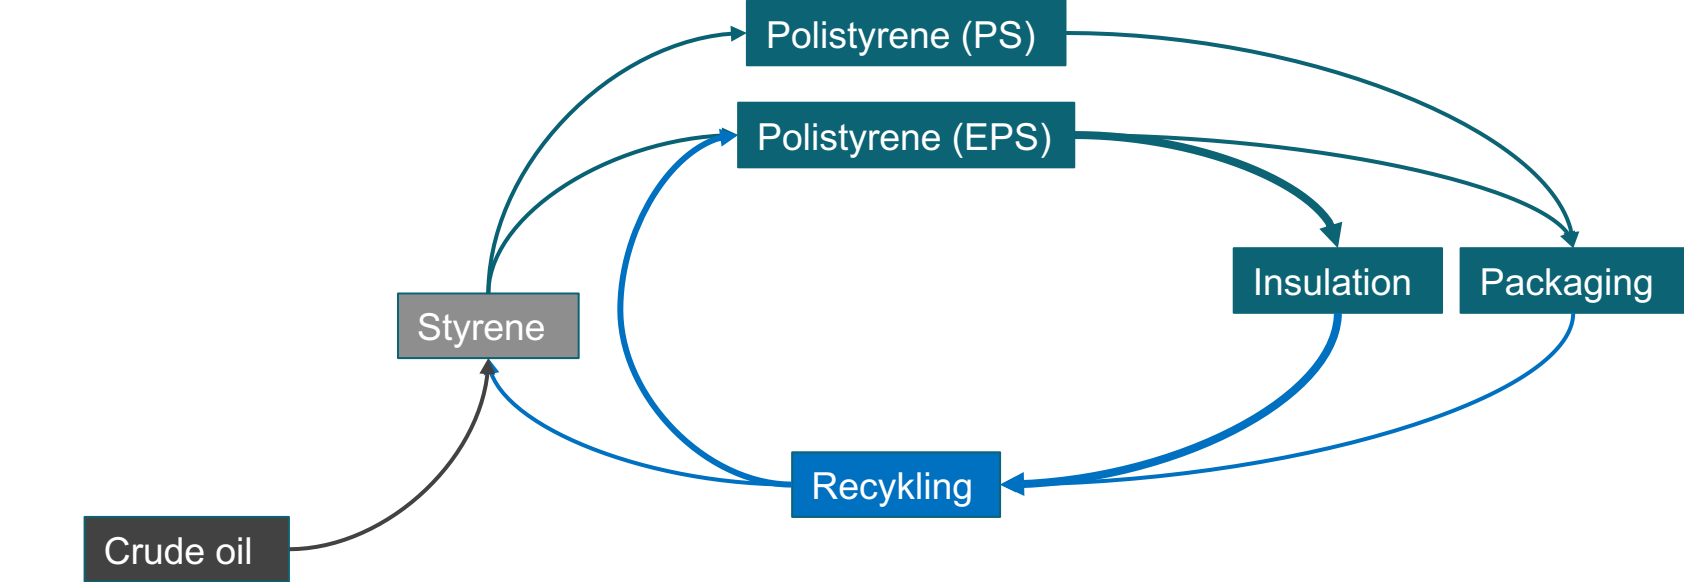 Polistyrene (PS)
Polistyrene (EPS)
Insulation
Packaging
Styrene
Recykling
Crude oil